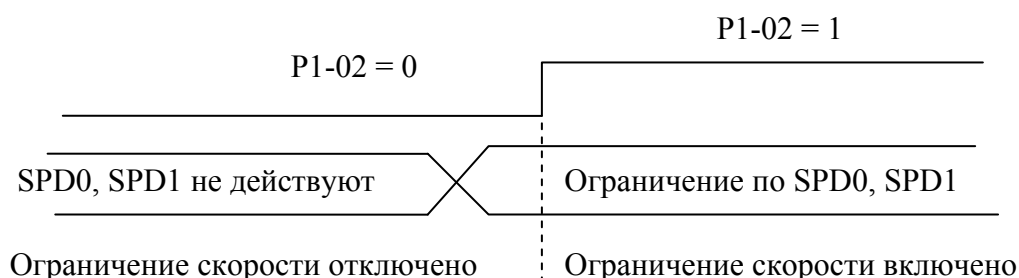 P1-02 = 1
P1-02 = 0
SPD0, SPD1 не действуют
Ограничение по SPD0, SPD1
Ограничение скорости отключено
Ограничение скорости включено